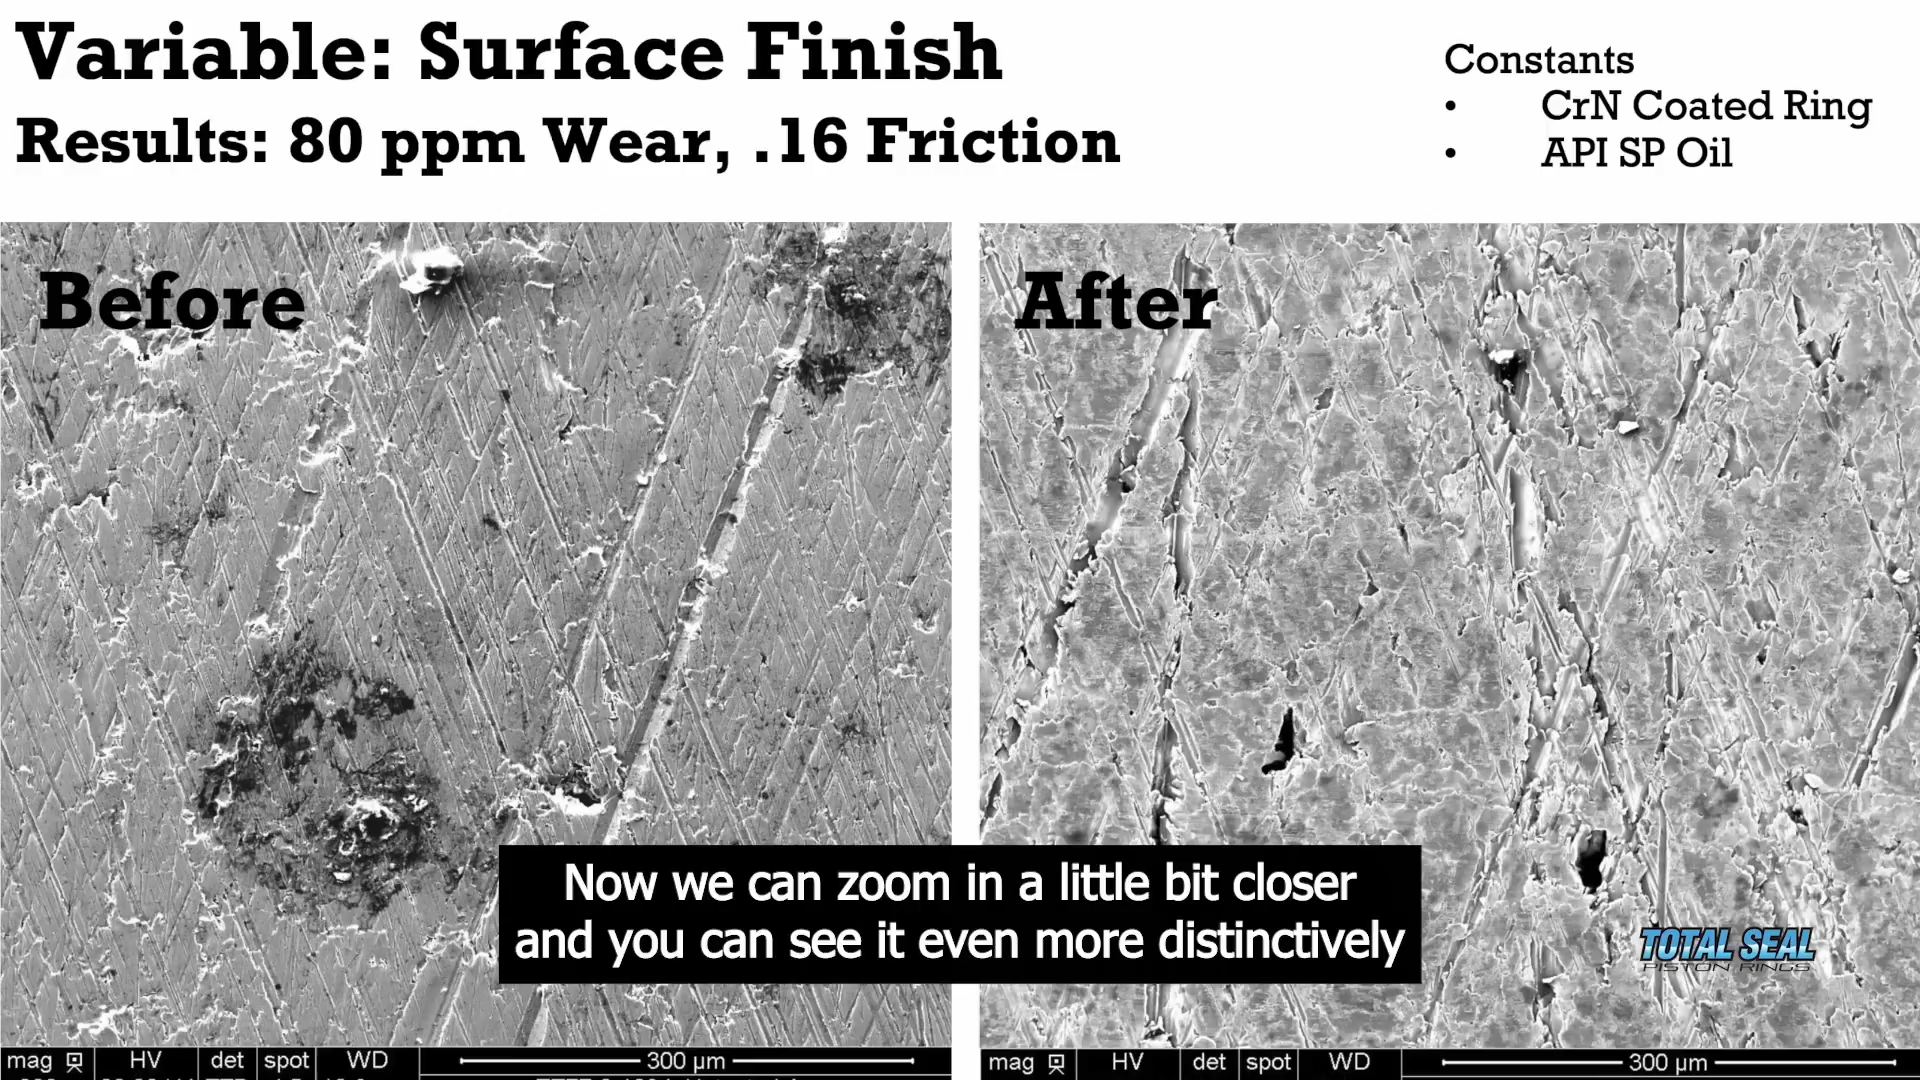 Variable: Surface Finish
Results: 80 ppm Wear, .16 Friction
Constants
• CrN Coated Ring
• API SP Oil
Before
After
Now we can zoom in a little bit closer
and you can see it even more distinctively
TOTAL SEAL
PISTON RINGS
mag HV det spot WD 300 µm
mag HV det spot WD 300 µm